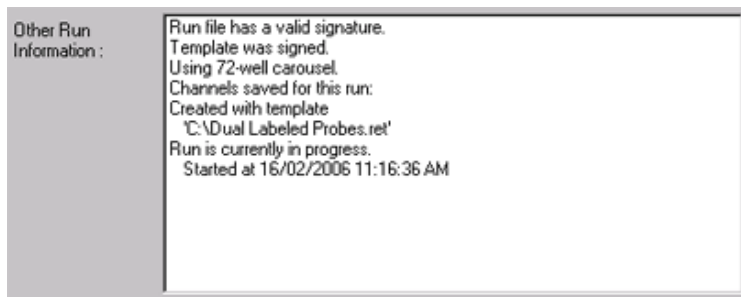 Other Run
Information :
Run file has a valid signature.
Template was signed.
Using 72-well carousel.
Channels saved for this run:
Created with template
'C:\Dual Labeled Probes.ret'
Run is currently in progress.
Started at 16/02/2006 11:16:36 AM